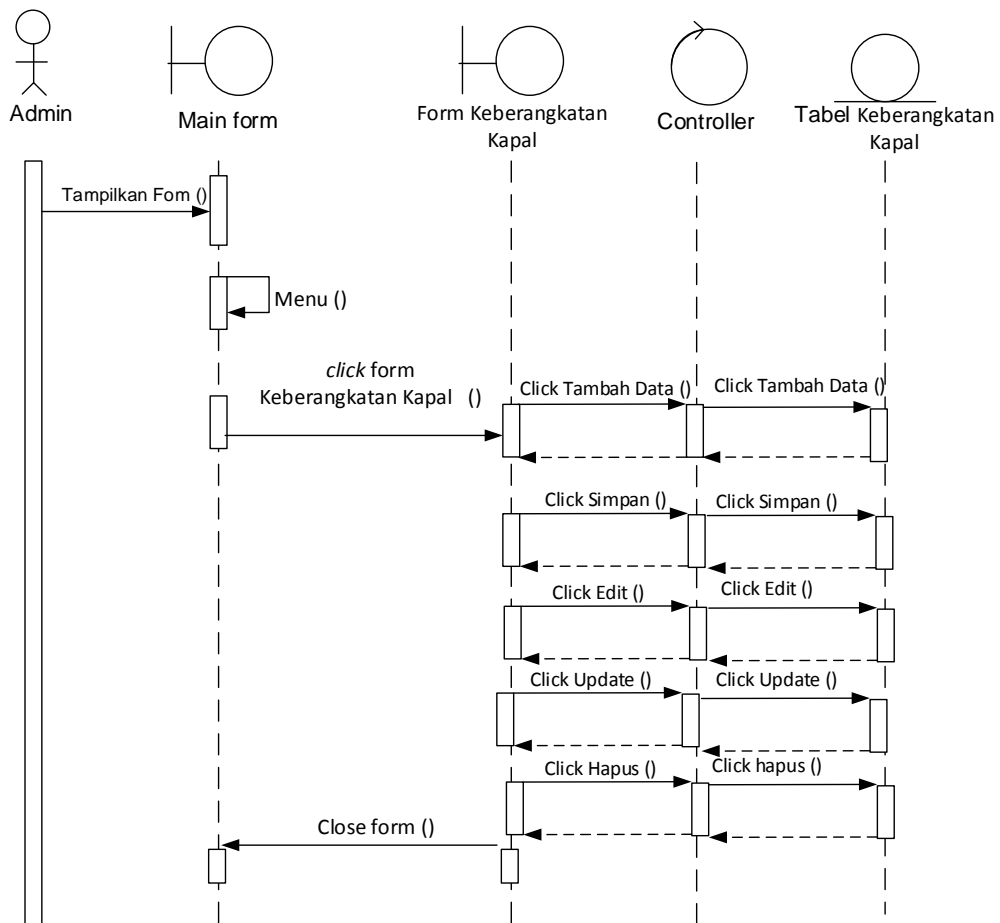 Admin
Main form
Form Keberangkatan
Kapal
Controller
Tabel Keberangkatan
Kapal
Tampilkan Fom ()
Menu ()
click form
Keberangkatan Kapal ()
Click Tambah Data ()
Click Tambah Data ()
Click Simpan ()
Click Simpan ()
Click Edit ()
Click Edit ()
Click Update ()
Click Update ()
Click Hapus ()
Click hapus ()
Close form ()